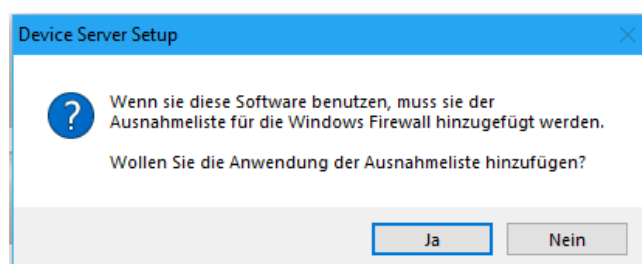 Device Server Setup
Wenn sie diese Software benutzen, muss sie der
Ausnahmeliste für die Windows Firewall hinzugefügt werden.
Wollen Sie die Anwendung der Ausnahmeliste hinzufügen?
Ja
Nein